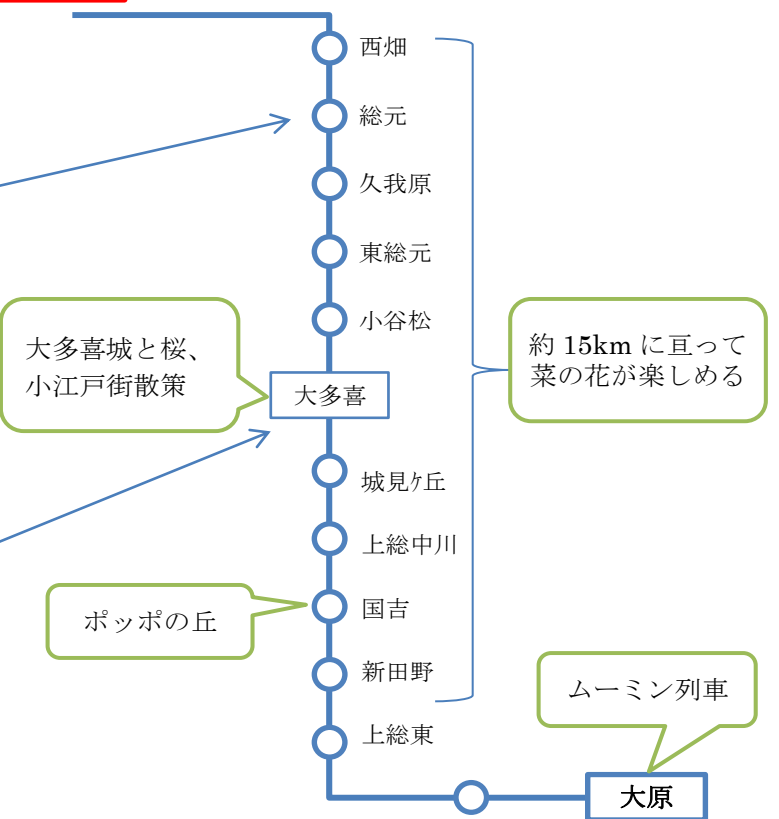 西畑
総元
久我原
東総元
小谷松
大多喜城と桜、
小江戸街散策
約 15km に亘って
菜の花が楽しめる
大多喜
城見ケ丘
上総中川
ポッポの丘
国吉
新田野
ムーミン列車
上総東
大原